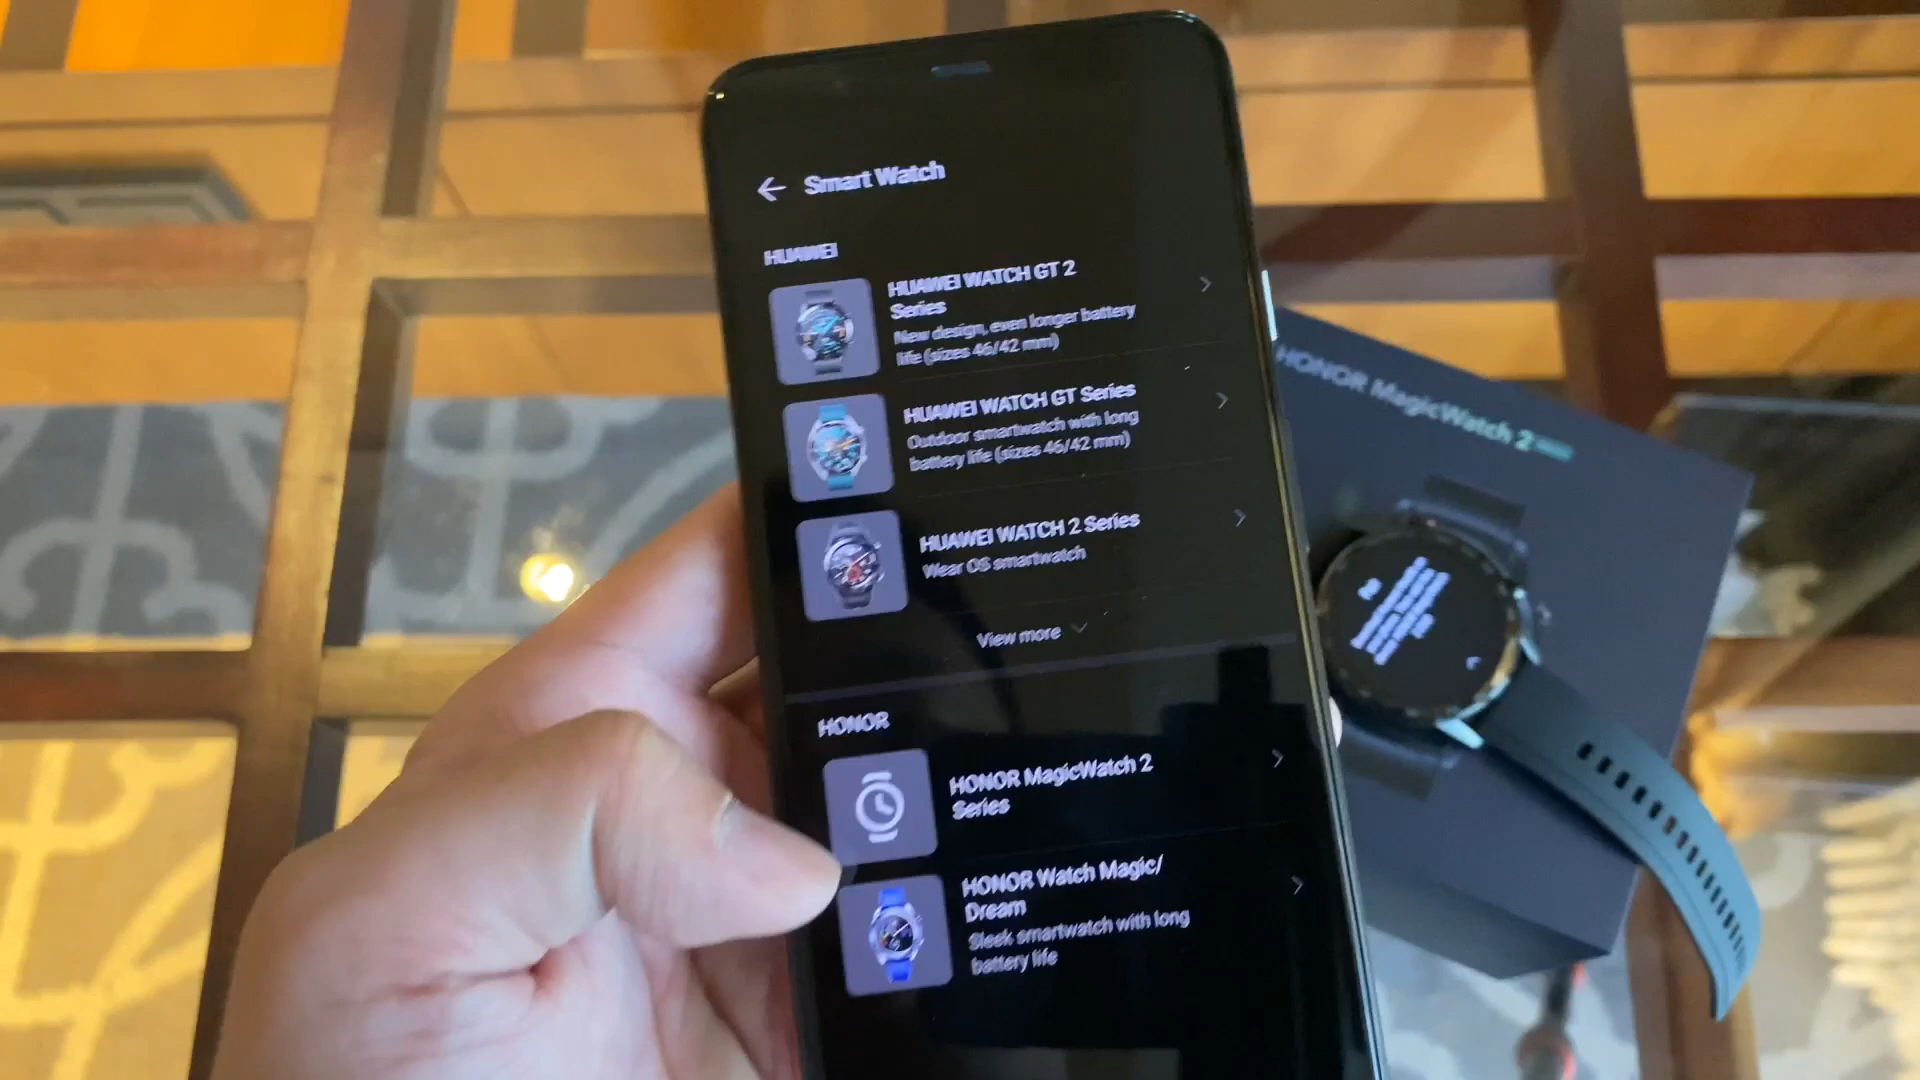 Smart Watch
HUAWEI
HUAWEI WATCH GT 2
Series
New design, even longer battery
life (sizes 46/42 mm)
HUAWEI WATCH GT Series
Outdoor smartwatch with long
battery life (sizes 46/42 mm)
HUAWEI WATCH 2 Series
Wear OS smartwatch
View more
HONOR
HONOR MagicWatch 2
Series
HONOR Watch Magic/
Dream
Sleek smartwatch with long
battery life
HONOR MagicWatch 2